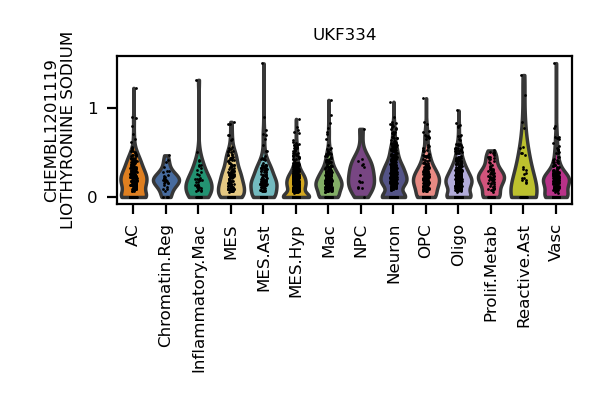 UKF334
CHEMBL1201119
LIOTHYRONINE SODIUM
1
0
AC
Chromatin.Reg
Inflammatory.Mac
MES
MES.Ast
MES.Hyp
Mac
NPC
Neuron
OPC
Oligo
Prolif.Metab
Reactive.Ast
Vasc